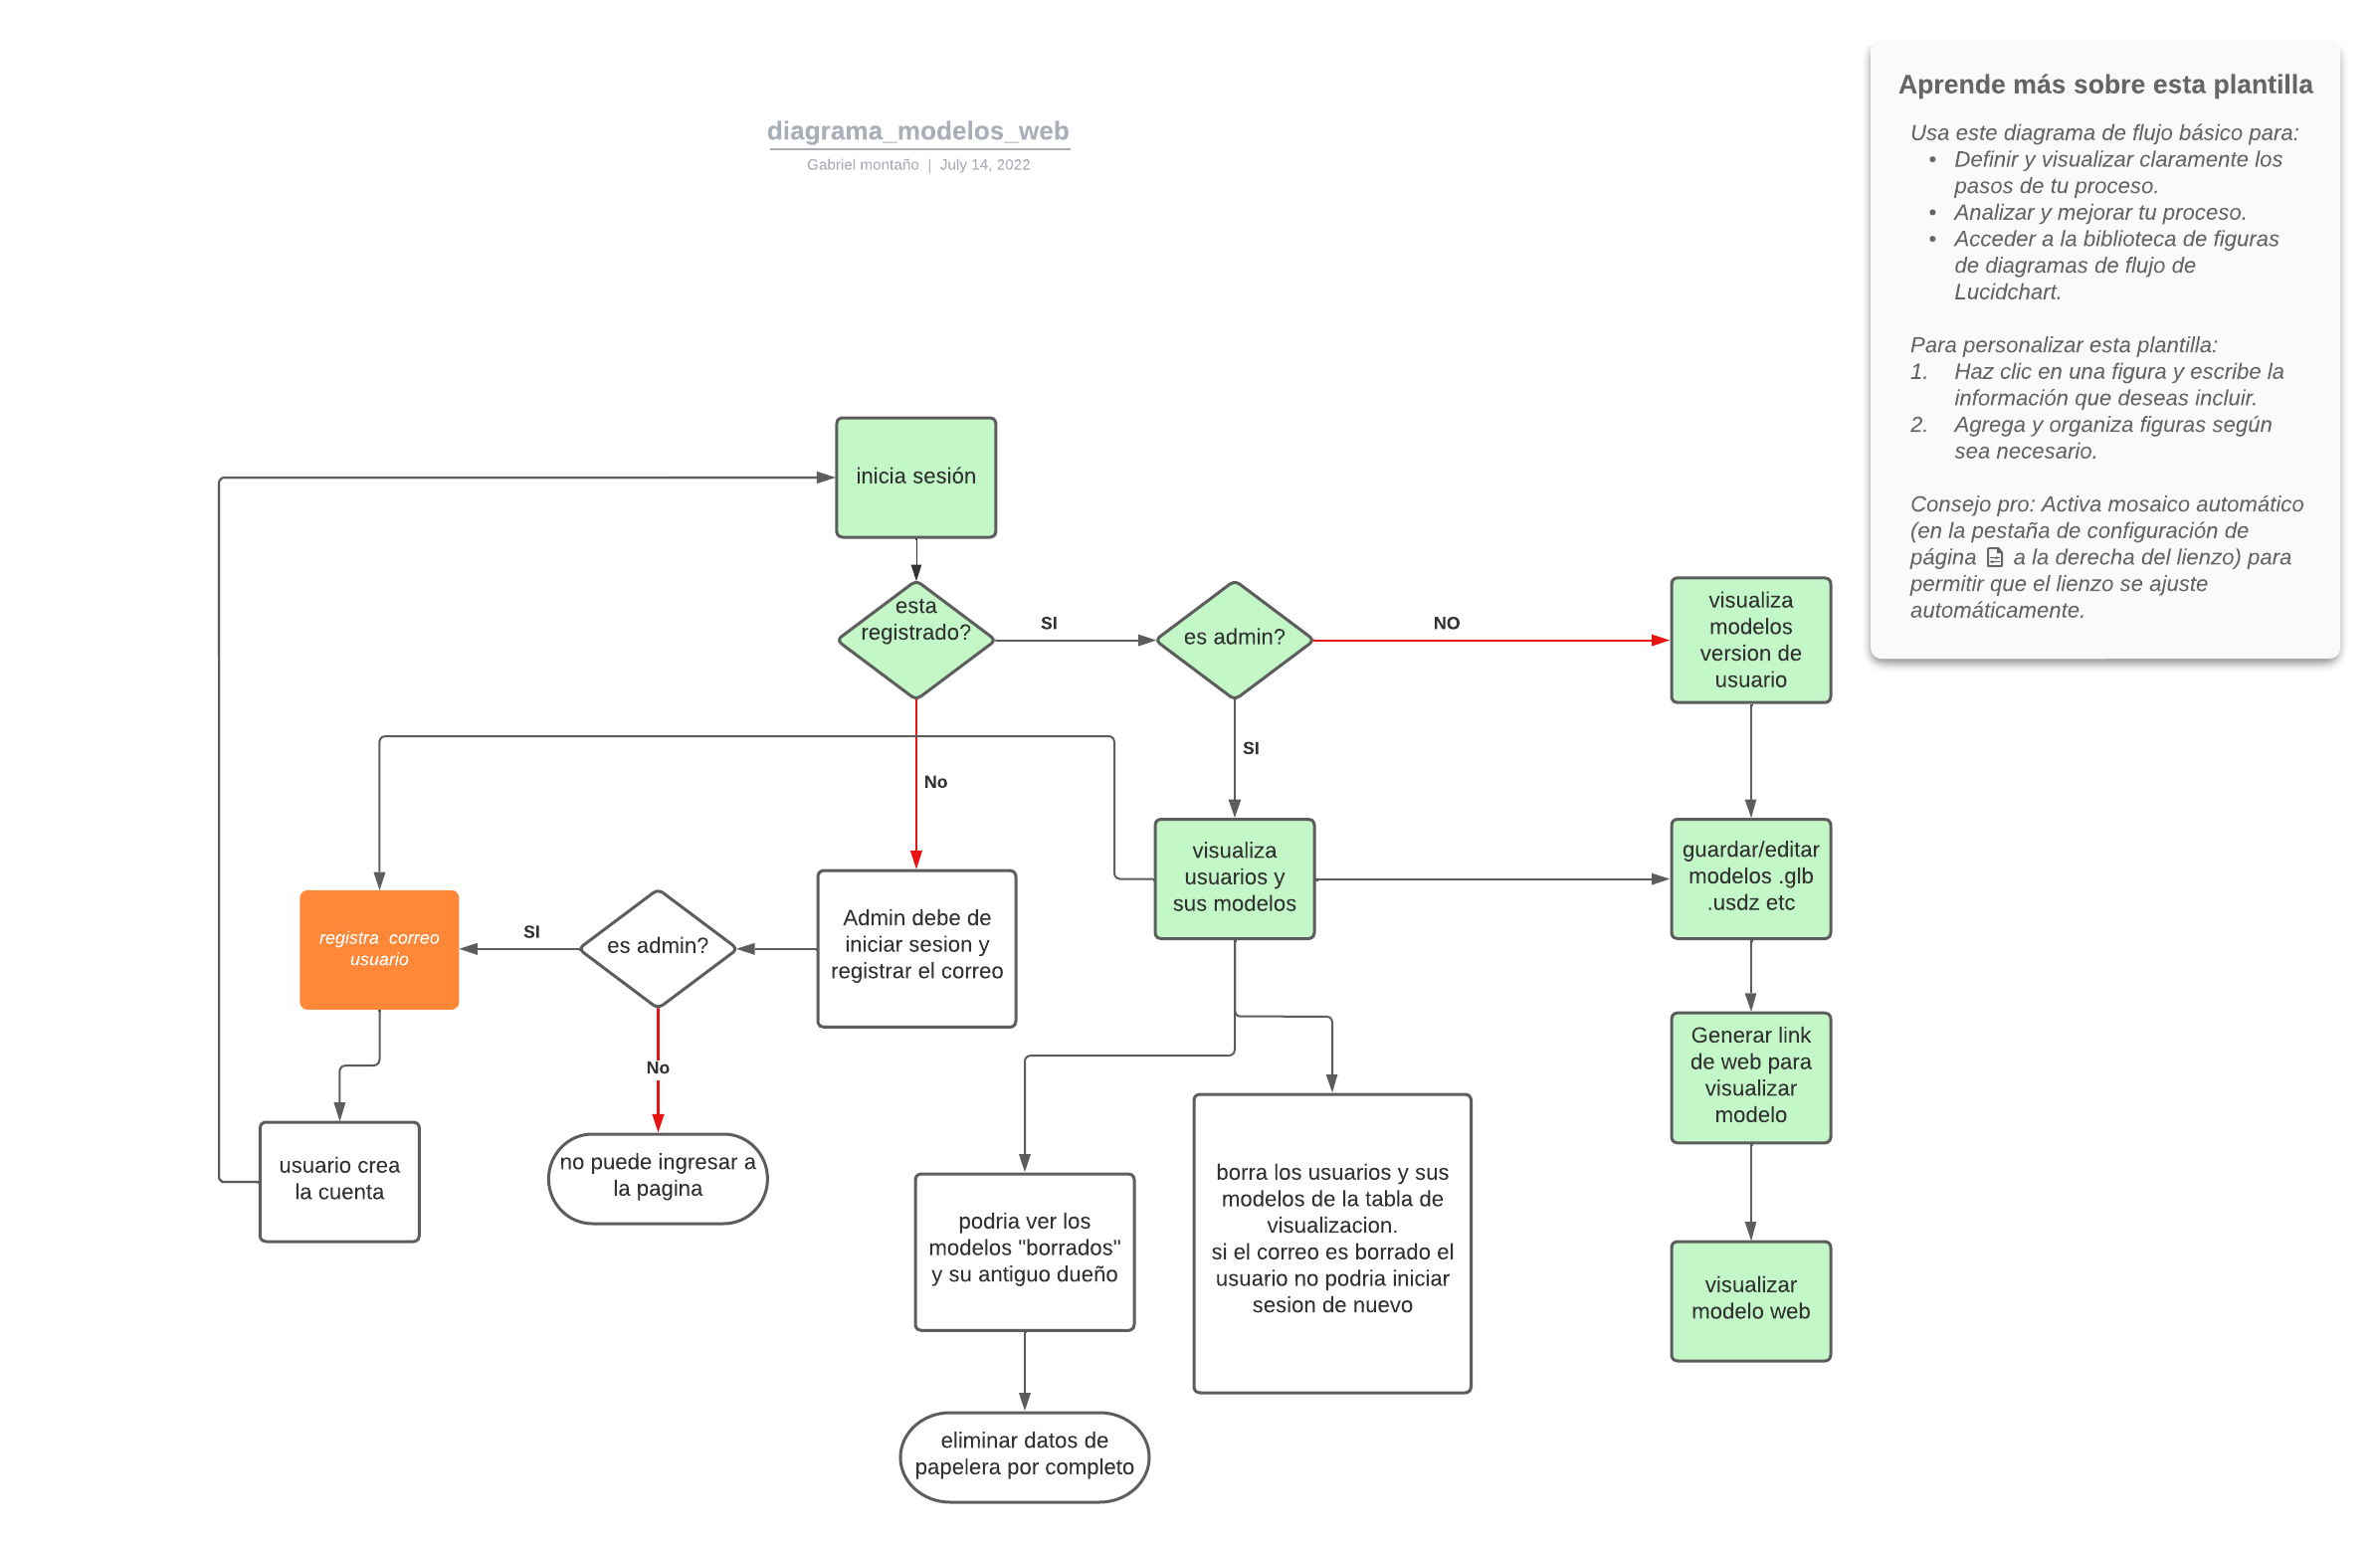 diagrama_modelos_web
Gabriel montaño | July 14, 2022
Aprende más sobre esta plantilla
Usa este diagrama de flujo básico para:
• Definir y visualizar claramente los
pasos de tu proceso.
• Analizar y mejorar tu proceso.
• Acceder a la biblioteca de figuras
de diagramas de flujo de
Lucidchart.
Para personalizar esta plantilla:
1. Haz clic en una figura y escribe la
información que deseas incluir.
2. Agrega y organiza figuras según
sea necesario.
Consejo pro: Activa mosaico automático
(en la pestaña de configuración de
página a la derecha del lienzo) para
permitir que el lienzo se ajuste
automáticamente.
inicia sesión
esta
registrado?
SI
es admin?
NO
visualiza
modelos
version de
usuario
SI
No
visualiza
usuarios y
sus modelos
guardar/editar
modelos .glb
.usdz etc
Admin debe de
iniciar sesion y
registrar el correo
es admin?
SI
registra correo
usuario
No
no puede ingresar a
la pagina
usuario crea
la cuenta
Generar link
de web para
visualizar
modelo
podria ver los
modelos "borrados"
y su antiguo dueño
borra los usuarios y sus
modelos de la tabla de
visualizacion.
si el correo es borrado el
usuario no podria iniciar
sesion de nuevo
visualizar
modelo web
eliminar datos de
papelera por completo